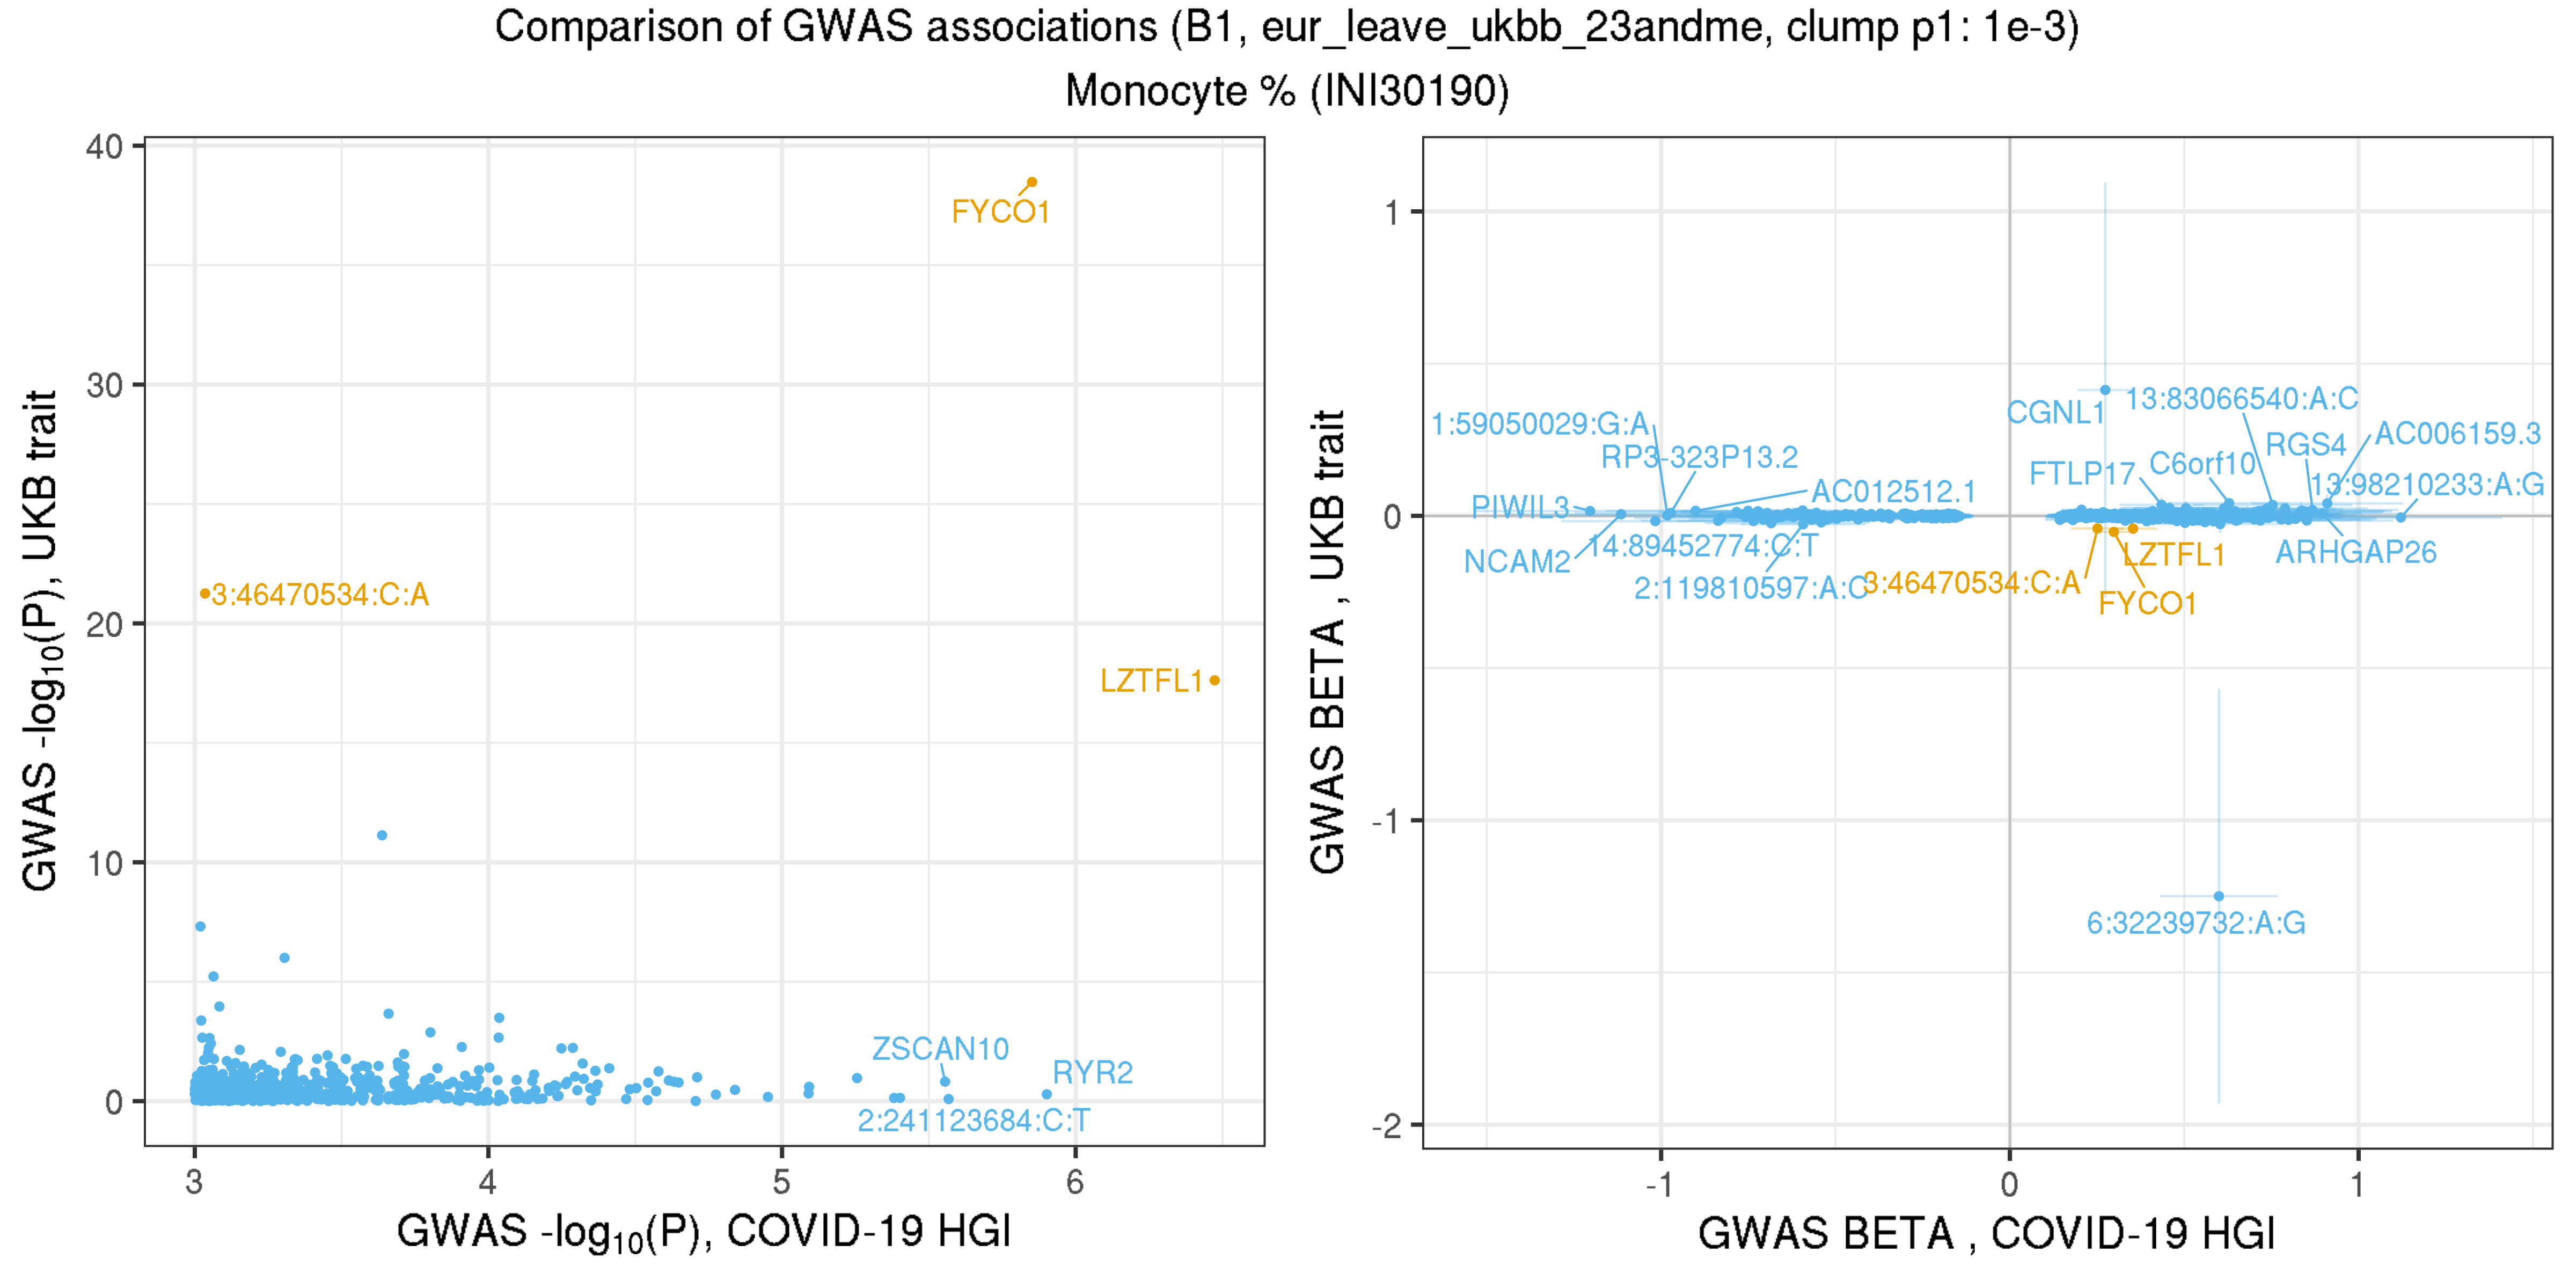 Comparison of GWAS associations (B1, eur_leave_ukbb_23andme, clump p1: 1e-3)
Monocyte % (INI30190)
GWAS -log10(P), UKB trait
40
30
20
10
0
FYCO1
3:46470534:C:A
LZTFL1
ZSCAN10
RYR2
2:241123684:C:T
3
4
5
6
GWAS -log10(P), COVID-19 HGI
GWAS BETA , UKB trait
1
0
-1
-2
CGNL1
13:83066540:A:C
1:59050029:G:A
AC006159.3
RGS4
RP3-323P13.2
C6orf10
FTLP17
13:98210233:A:G
AC012512.1
PIWIL3
14:89452774:C:T
NCAM2
LZTFL1
ARHGAP26
2:119810597:A:C
3:46470534:C:A
FYCO1
6:32239732:A:G
-1
0
1
GWAS BETA , COVID-19 HGI